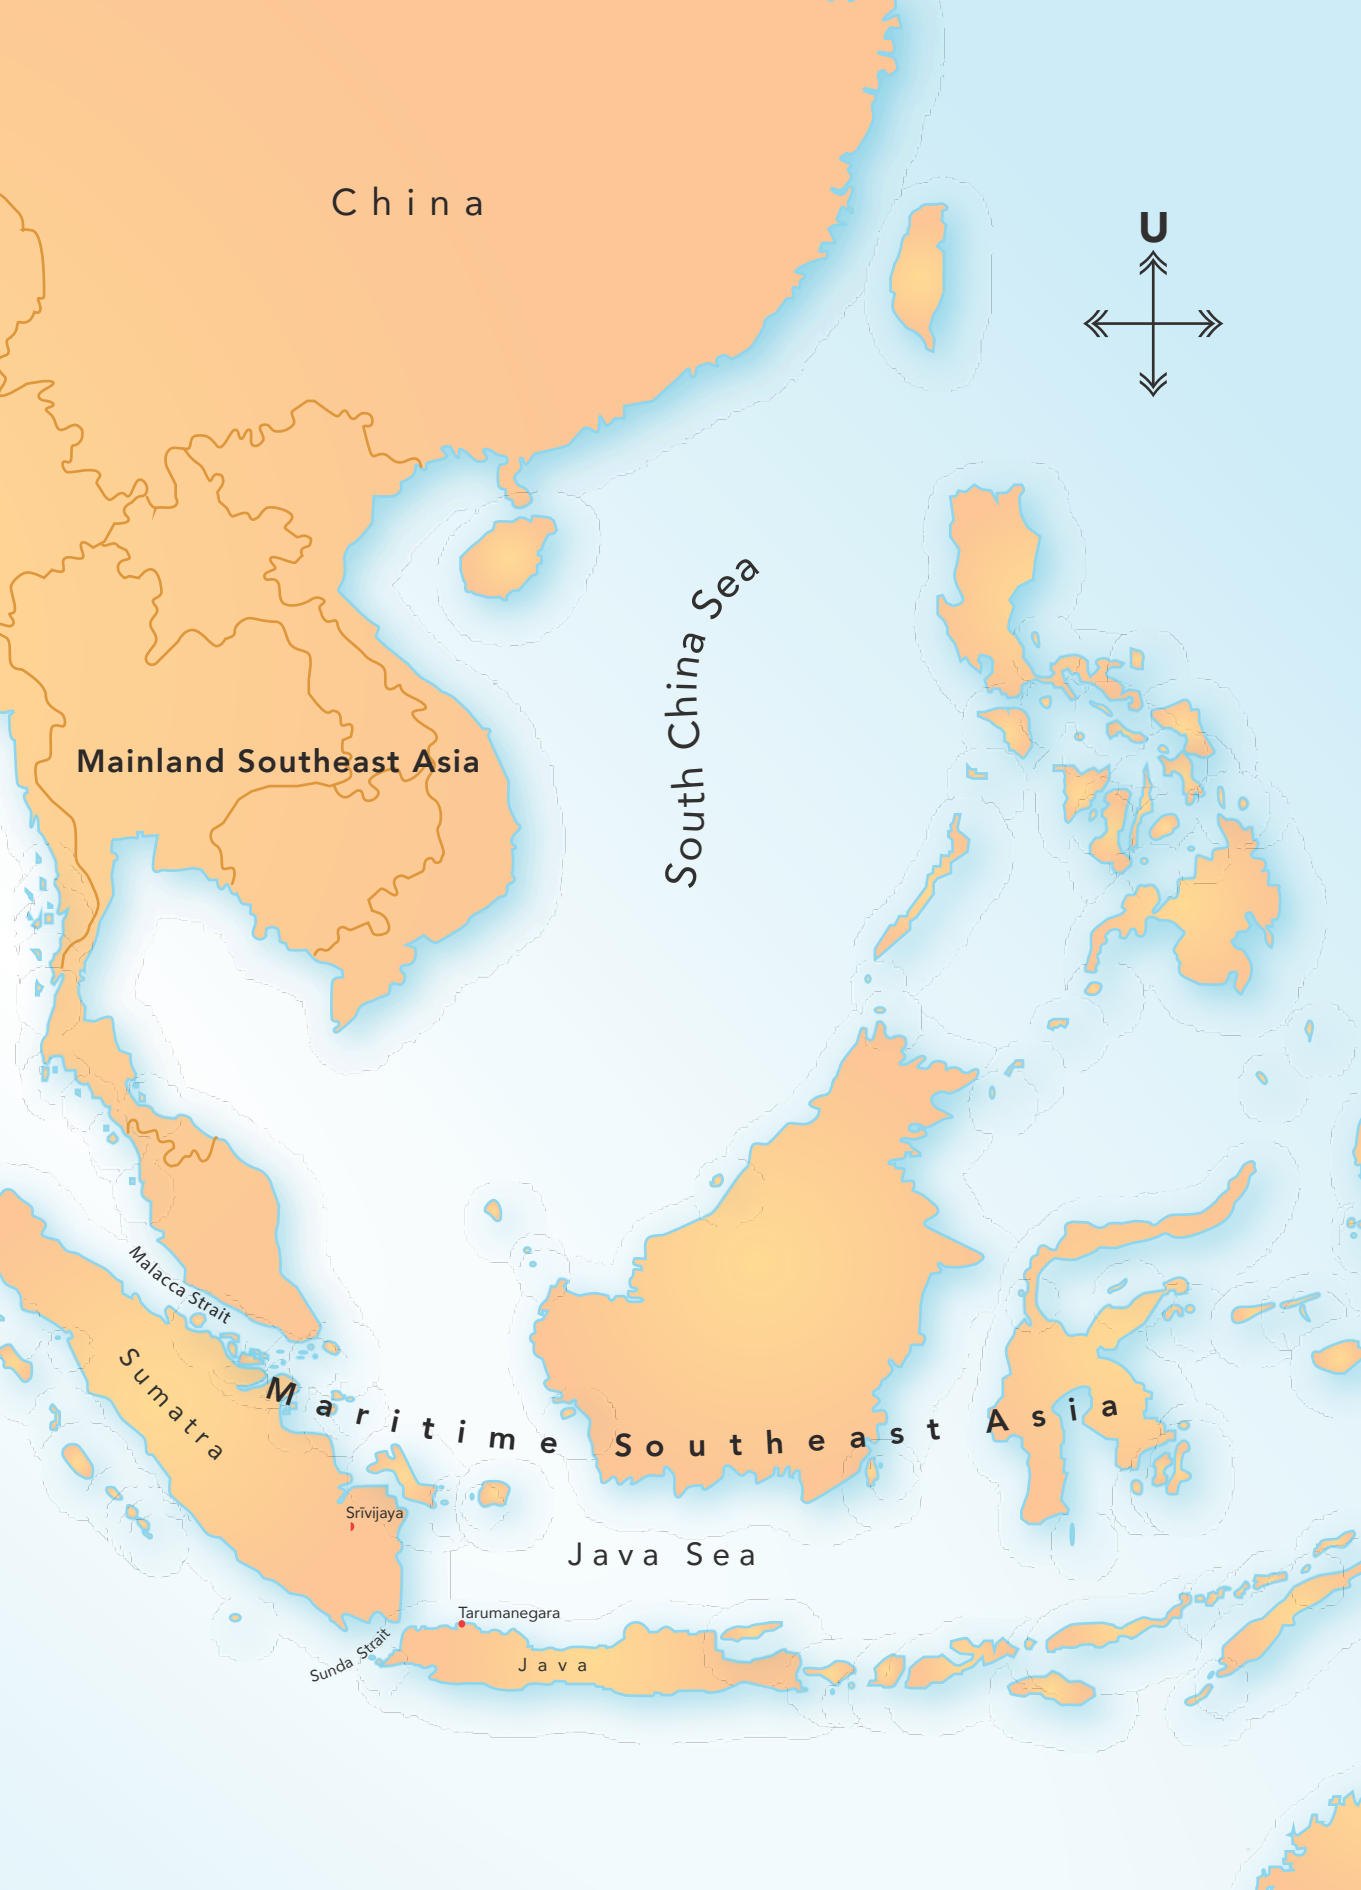 China
U
South China Sea
Mainland Southeast Asia
Malacca Strait
Sumatra
Maritime Southeast Asia
Srīvijaya
Java Sea
Tarumanegara
Sunda Strait
Java